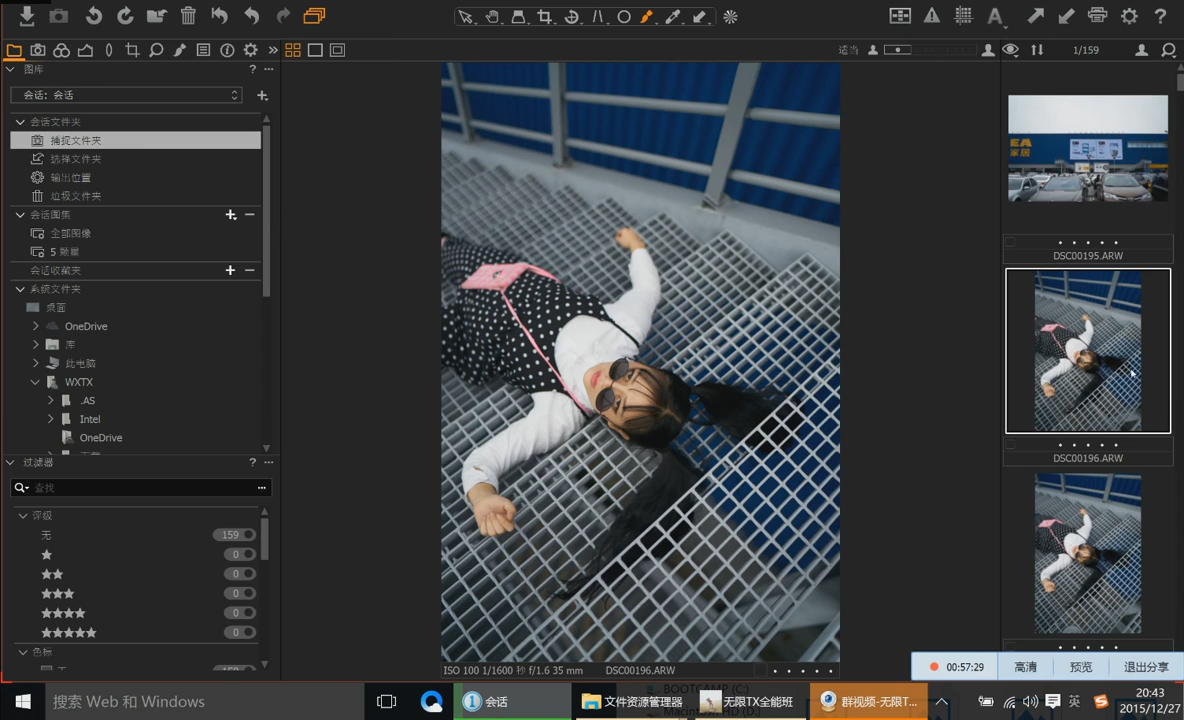 适当
1/159
图库
会话: 会话
会话文件夹
捕捉文件夹
选择文件夹
输出位置
垃圾文件夹
会话图集
全部图像
会话收藏夹
系统文件夹
桌面
OneDrive
库
此电脑
WXTX
.AS
Intel
OneDrive
过滤器
查找
评级
无
159
0
0
0
0
0
色标
EA
家居
DSC00195.ARW
DSC00196.ARW
ISO 100 1/1600 秒 f/1.6 35 mm
DSC00196.ARW
00:57:29
高清
预览
退出分享
搜索 Web 和 Windows
会话
文件资源管理器
无限TX全能班
群视频-无限T...
BOOTCAMP (C:)
英
20:43
2015/12/27